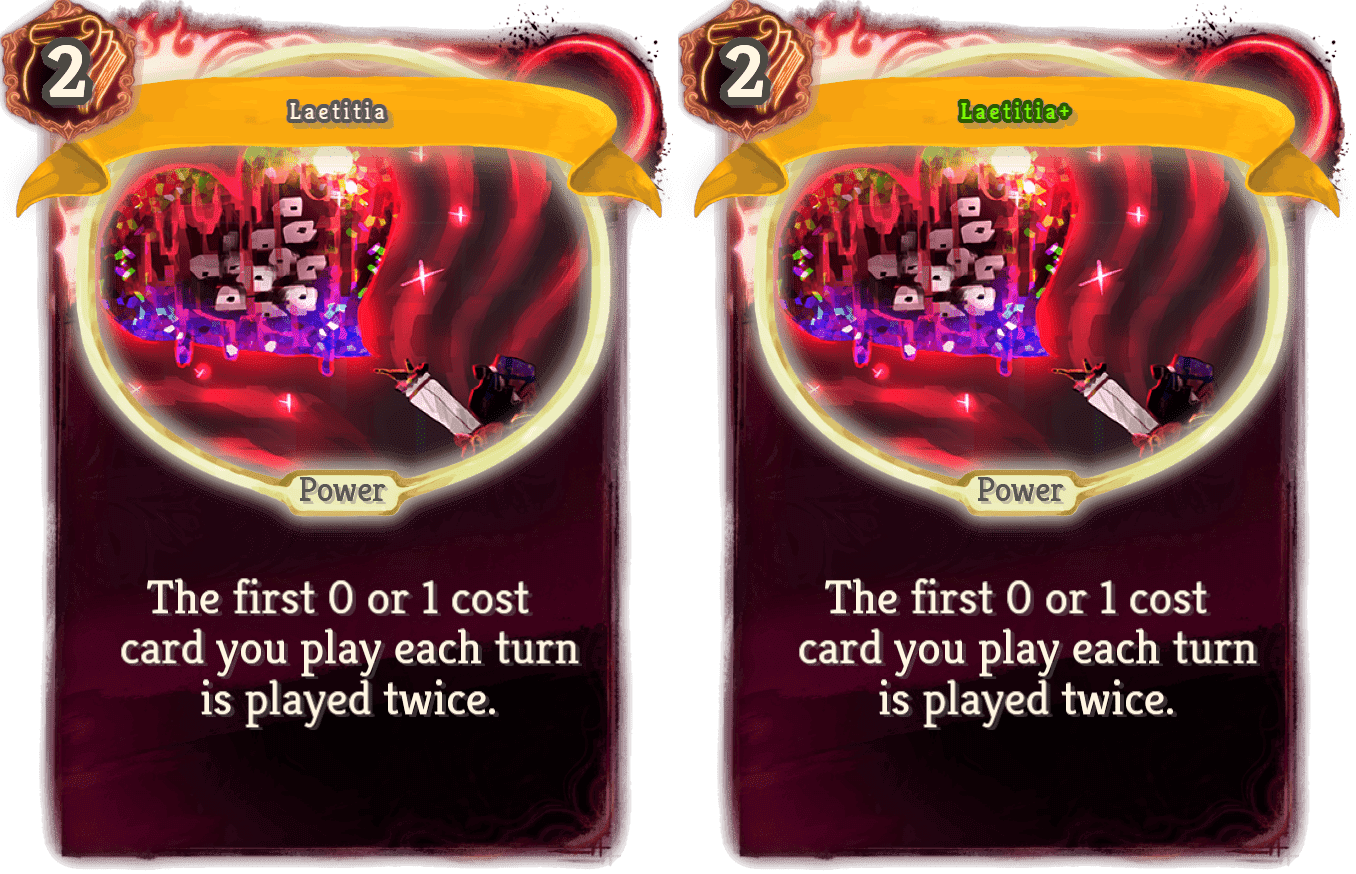 2
Laetitia
Power
The first 0 or 1 cost
card you play each turn
is played twice.
2
Laetitia+
Power
The first 0 or 1 cost
card you play each turn
is played twice.